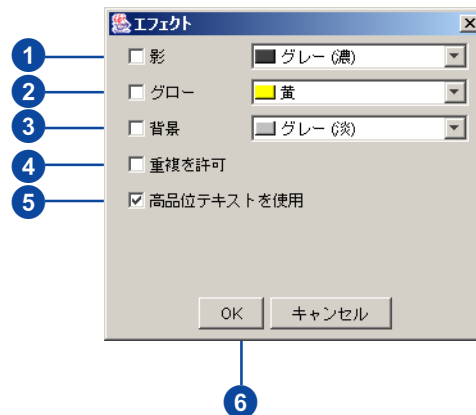 エフェクト
1 影 グレー (濃)
2 グロー 黄
3 背景 グレー (淡)
4 重複を許可
5 高品位テキストを使用
OK キャンセル
6